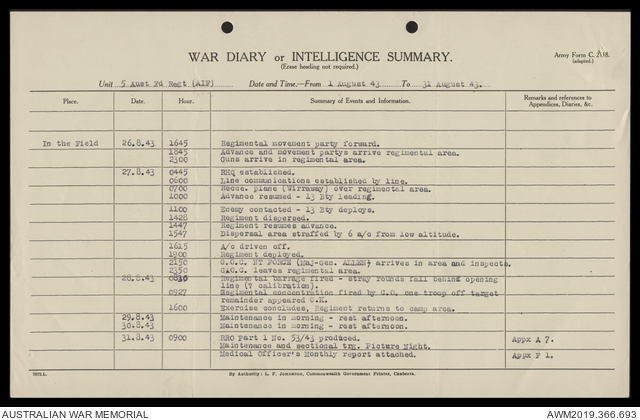 WAR DIARY or INTELLIGENCE SUMMARY.
(Erase heading not required.)
Army Form C. 2118.
(adapted.)
Unit 5 Aust Fd Regt (AIF) Date and Time.—From 1 August 43 To 31 August 43.
Place. Date. Hour. Summary of Events and Information. Remarks and references to Appendices, Diaries, &c.
In the Field 26.8.43 1645 Regimental movement party forward.
1845 Advance and movement partys arrive regimental area.
2300 Guns arrive in regimental area.
27.8.43 0445 RHQ established.
0600 Line communications established by line.
0700 Recce. plane (Wirraway) over regimental area.
1000 Advance resumed - 13 Bty leading.
1100 Enemy contacted - 13 Bty deploys.
1428 Regiment dispersed.
1447 Regiment resumes advance.
1547 Dispersal area straffed by 6 a/c from low altitude.
1615 A/c driven off.
1900 Regiment deployed.
2150 G.O.C. NT FORCE (Maj-Gen. ALLEN) arrives in area and inspects.
2350 G.O.C. leaves regimental area.
28.8.43 0830 Regimental barrage fired - stray rounds fall behind opening
line (? calibration).
0927 Regimental concentration fired by C.O. one troop off target
remainder appeared O.K.
1600 Exercise concludes, Regiment returns to camp area.
29.8.43 Maintenance in morning - rest afternoon.
30.8.43 Maintenance in morning - rest afternoon.
31.8.43 0900 RRO Part 1 No. 53/43 produced. Appx A 7.
Maintenance and sectional trg. Picture Night.
Medical Officer's Monthly report attached. Appx F 1.
By Authority: L. F. Johnston, Commonwealth Government Printer, Canberra.
AUSTRALIAN WAR MEMORIAL AWM2019.366.693